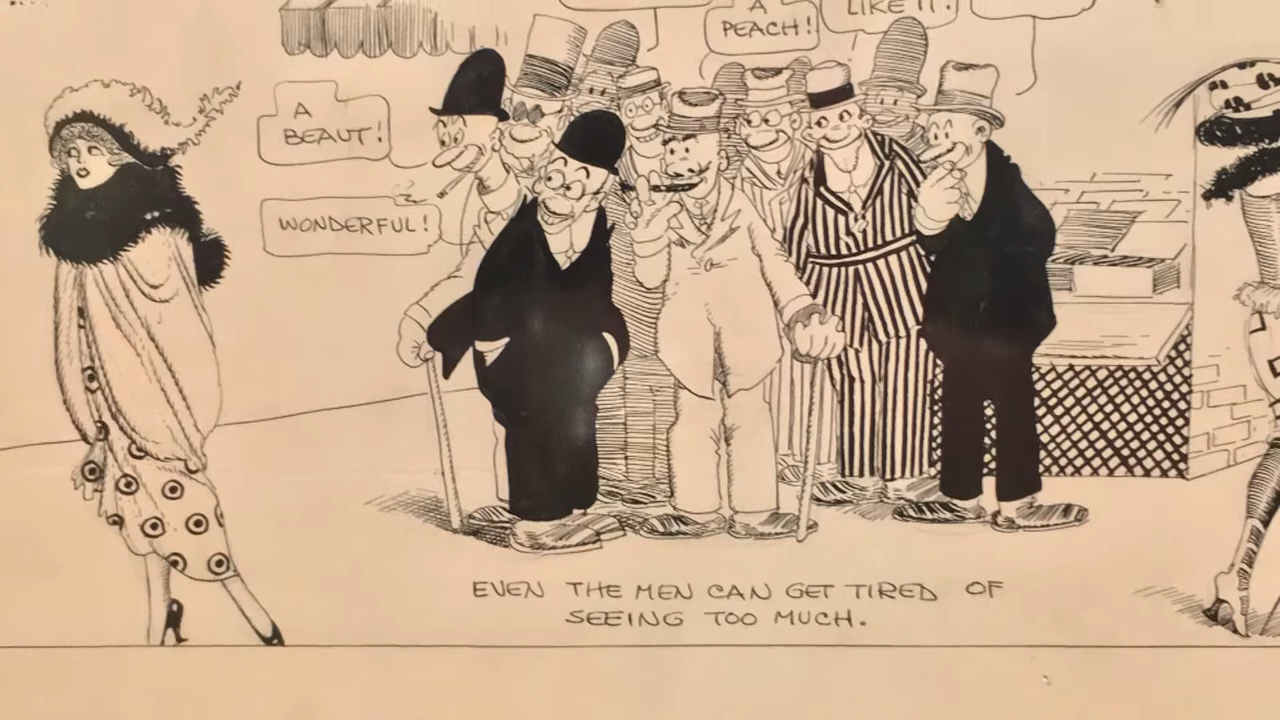 A
PEACH!
LIKE IT!
A
BEAUT!
WONDERFUL!
EVEN THE MEN CAN GET TIRED OF
SEEING TOO MUCH.